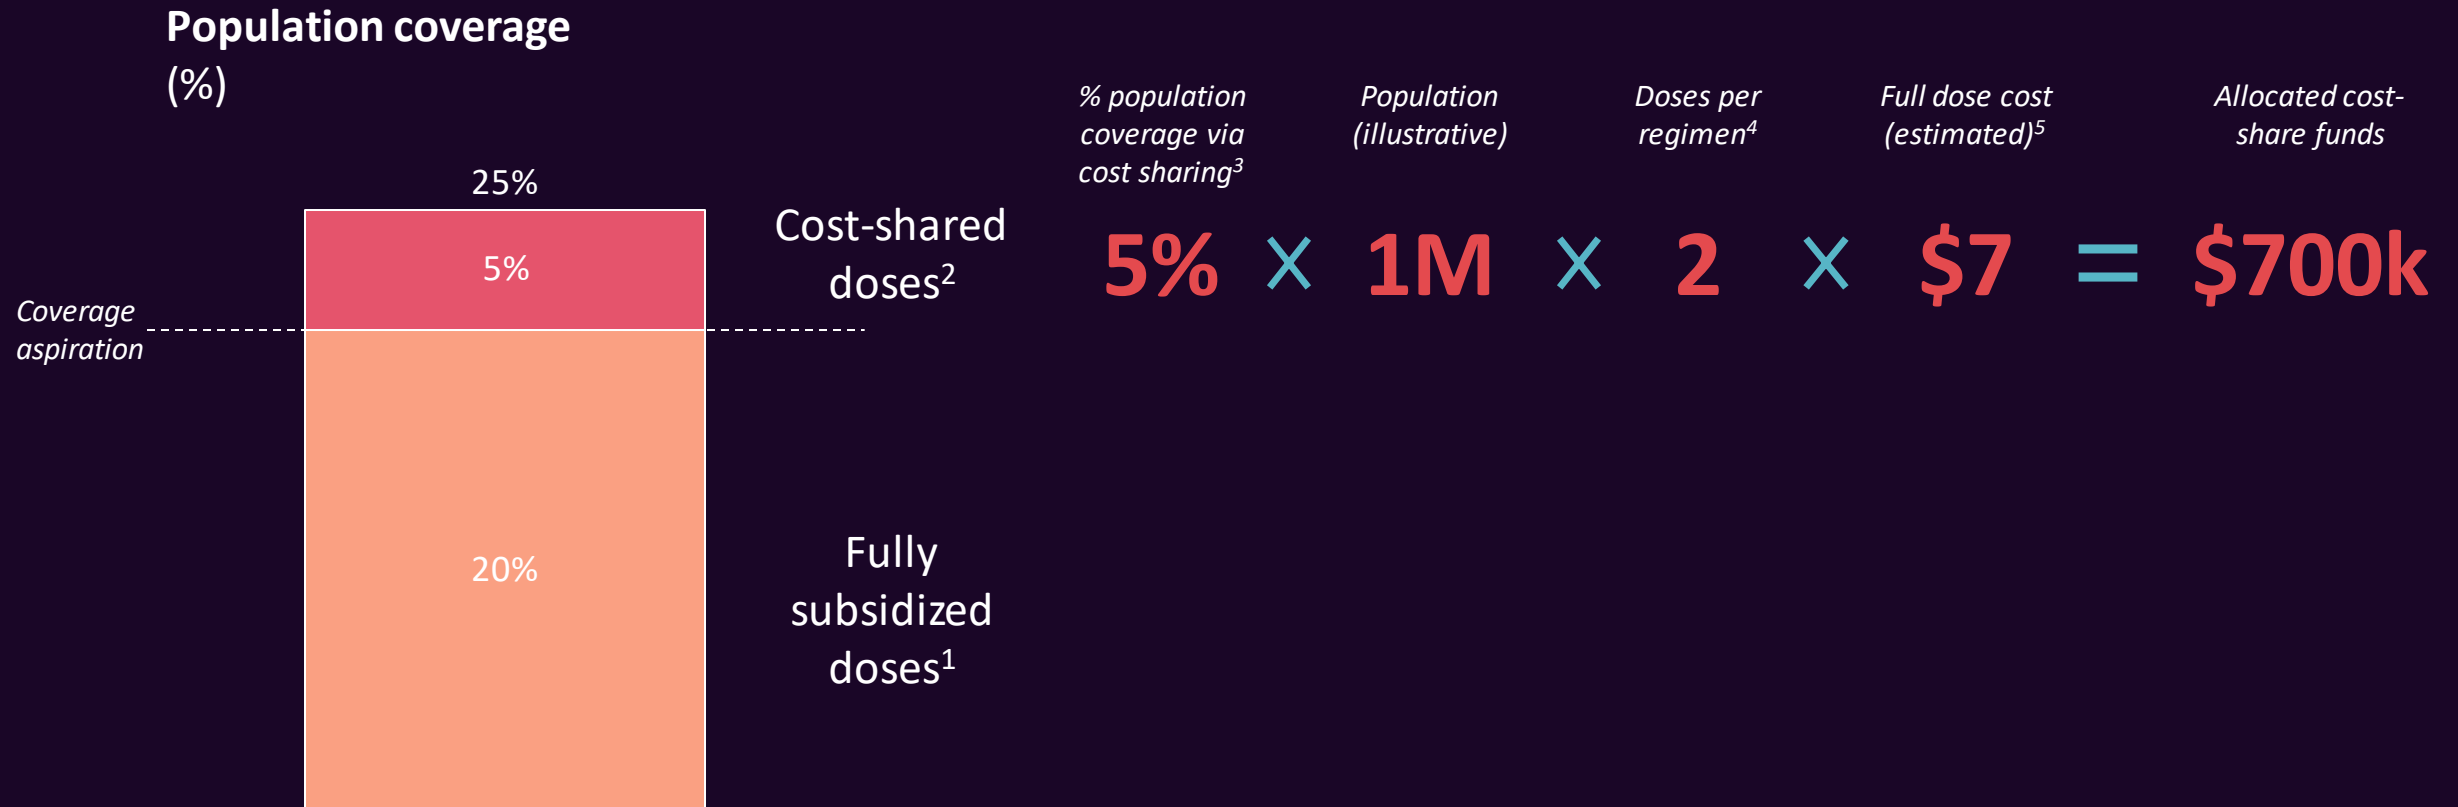 Population coverage
(%)
25%
5%
20%
Coverage
aspiration
Cost-shared
doses²
Fully
subsidized
doses¹
% population
coverage via
cost sharing³
Population
(illustrative)
Doses per
regimen⁴
Full dose cost
(estimated)⁵
Allocated cost-
share funds
5% × 1M × 2 × $7 = $700k